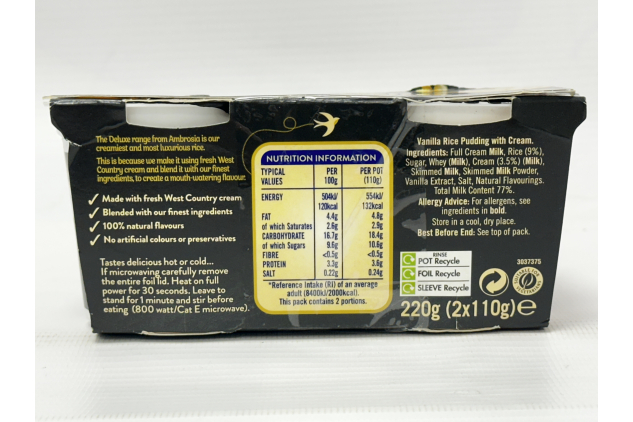 The Deluxe range from Ambrosia is our
creamiest and most luxurious rice.
This is because we make it using fresh West
Country cream and blend it with our finest
ingredients, to create a mouth-watering flavour.
✓ Made with fresh West Country cream
✓ Blended with our finest ingredients
✓ 100% natural flavours
✓ No artificial colours or preservatives
Tastes delicious hot or cold...
If microwaving carefully remove
the entire foil lid. Heat on full
power for 30 seconds. Leave to
stand for 1 minute and stir before
eating (800 watt/Cat E microwave).
NUTRITION INFORMATION
TYPICAL VALUES PER 100g PER POT (110g)
ENERGY 504kJ/ 554kJ/
120kcal 132kcal
FAT 4.4g 4.8g
of which Saturates 2.6g 2.9g
CARBOHYDRATE 16.7g 18.4g
of which Sugars 9.6g 10.6g
FIBRE <0.5g <0.5g
PROTEIN 3.3g 3.6g
SALT 0.22g 0.24g
*Reference intake (RI) of an average
adult (8400kJ/2000kcal).
This pack contains 2 portions.
Vanilla Rice Pudding with Cream.
Ingredients: Full Cream Milk, Rice (9%),
Sugar, Whey (Milk), Cream (3.5%) (Milk),
Skimmed Milk, Skimmed Milk Powder,
Vanilla Extract, Salt, Natural Flavourings.
Total Milk Content 77%.
Allergy Advice: For allergens, see
ingredients in bold.
Store in a cool, dry place.
Best Before End: See top of pack.
RINSE
POT Recycle
FOIL Recycle
SLEEVE Recycle
3037375
SUITABLE FOR VEGETARIANS
220g (2x110g)℮